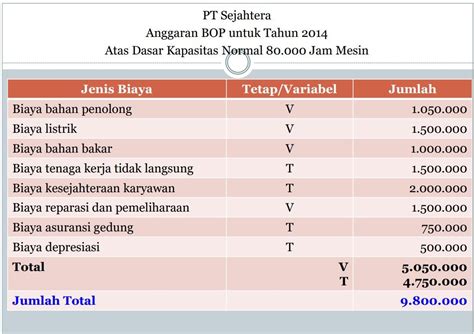 PT Sejahtera
Anggaran BOP untuk Tahun 2014
Atas Dasar Kapasitas Normal 80.000 Jam Mesin
Jenis Biaya Tetap/Variabel Jumlah
Biaya bahan penolong V 1.050.000
Biaya listrik V 1.500.000
Biaya bahan bakar V 1.000.000
Biaya tenaga kerja tidak langsung T 1.500.000
Biaya kesejahteraan karyawan T 2.000.000
Biaya reparasi dan pemeliharaan V 1.500.000
Biaya asuransi gedung T 750.000
Biaya depresiasi T 500.000
Total V 5.050.000
T 4.750.000
Jumlah Total 9.800.000